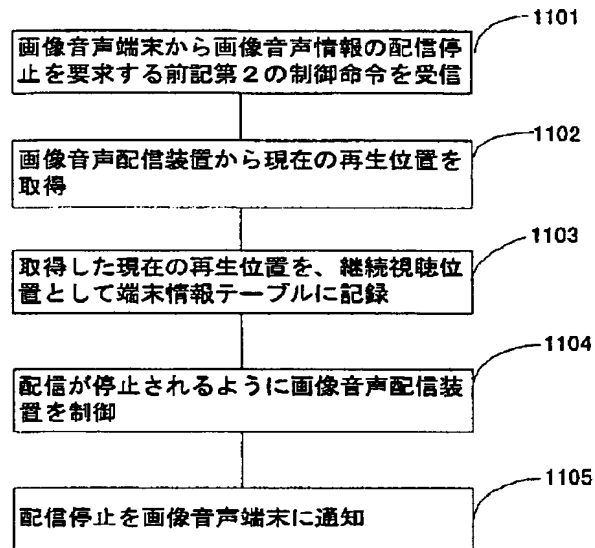 1101
画像音声端末から画像音声情報の配信停
止を要求する前記第2の制御命令を受信
1102
画像音声配信装置から現在の再生位置を
取得
1103
取得した現在の再生位置を、継続視聴位
置として端末情報テーブルに記録
1104
配信が停止されるように画像音声配信装
置を制御
1105
配信停止を画像音声端末に通知